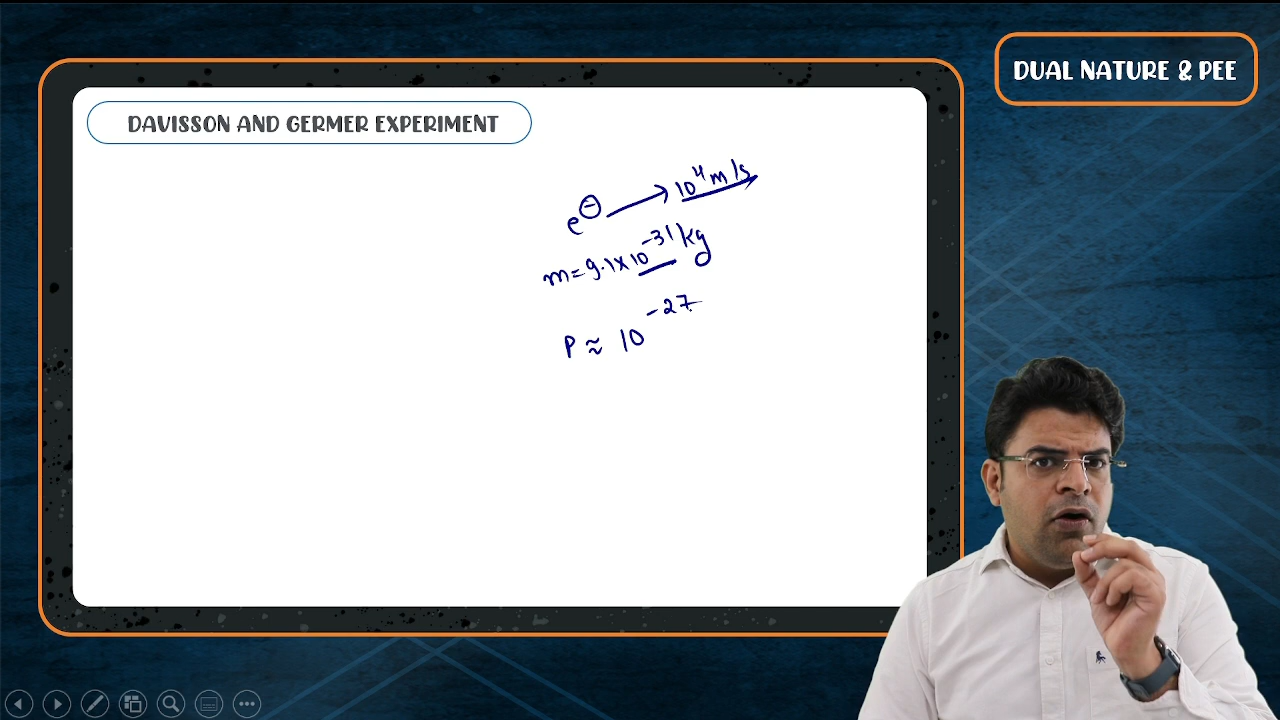 DUAL NATURE & PEE
DAVISSON AND GERMER EXPERIMENT
e⊖ → 10⁴ m/s
m = 9.1 × 10⁻³¹ kg
P ≈ 10⁻²⁷